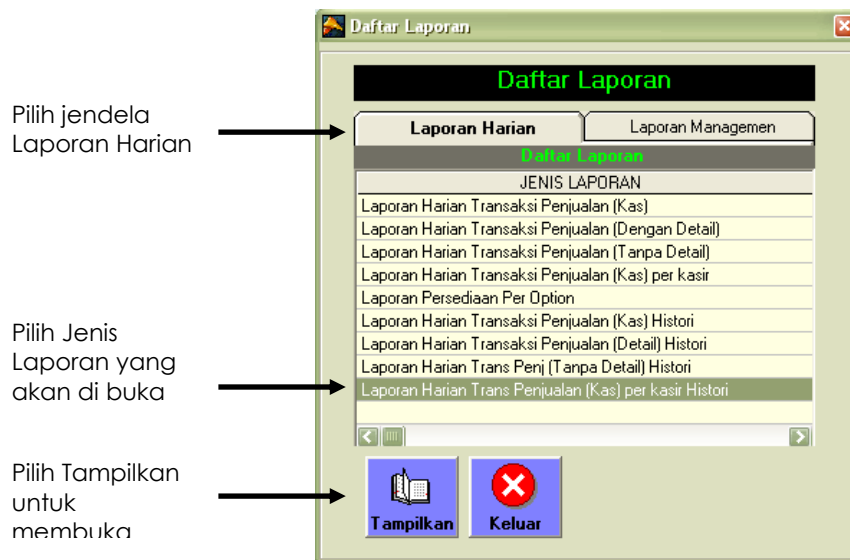 Daftar Laporan
Daftar Laporan
Pilih jendela
Laporan Harian
Laporan Harian
Laporan Managemen
Daftar Laporan
JENIS LAPORAN
Laporan Harian Transaksi Penjualan (Kas)
Laporan Harian Transaksi Penjualan (Dengan Detail)
Laporan Harian Transaksi Penjualan (Tanpa Detail)
Laporan Harian Transaksi Penjualan (Kas) per kasir
Laporan Persediaan Per Option
Laporan Harian Transaksi Penjualan (Kas) Histori
Laporan Harian Transaksi Penjualan (Detail) Histori
Laporan Harian Trans Penj (Tanpa Detail) Histori
Laporan Harian Trans Penjualan (Kas) per kasir Histori
Pilih Jenis
Laporan yang
akan di buka
Pilih Tampilkan
untuk
membuka
Tampilkan
Keluar